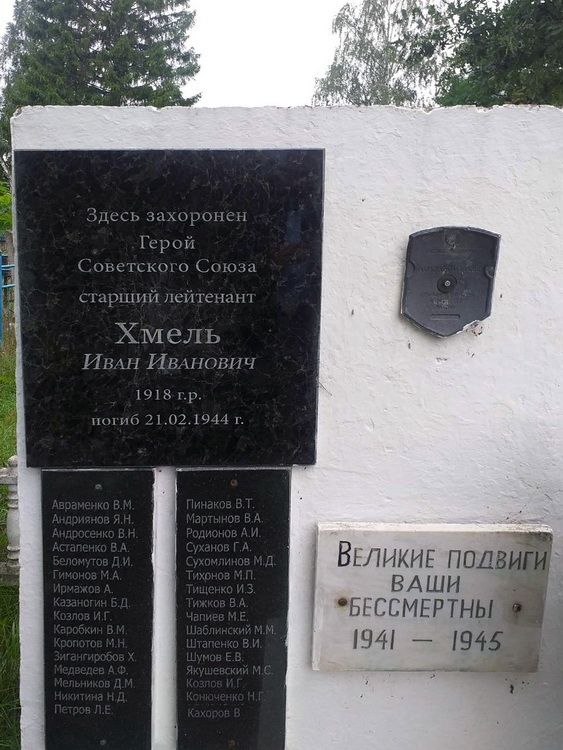 Здесь захоронен
Герой
Советского Союза
старший лейтенант
Хмель
Иван Иванович
1918 г.р.
погиб 21.02.1944 г.
Авраменко В.М.
Андриянов Я.Н.
Андросенко В.Н.
Астапенко В.А.
Беломутов Д.И.
Гимонов М.А.
Ирмажов А.
Казаногин Б.Д.
Козлов И.Г.
Каробкин В.М.
Кропотов М.Н.
Зигангиробов Х.
Медведев А.Ф.
Мельников Д.М.
Никитина Н.Д.
Петров Л.Е.
Пинаков В.Т.
Мартынов В.А.
Родионов А.И.
Суханов Г.А.
Сухомлинов М.Д.
Тихонов М.П.
Тищенко И.З.
Тижков В.А.
Чапиев М.Е.
Шаблинский М.М.
Штапенко В.И.
Шумов Е.В.
Якушевский М.С.
Козлов И.Г.
Конюченко Н.Г.
Кахоров В
Великие подвиги
ваши
бессмертны
1941 — 1945